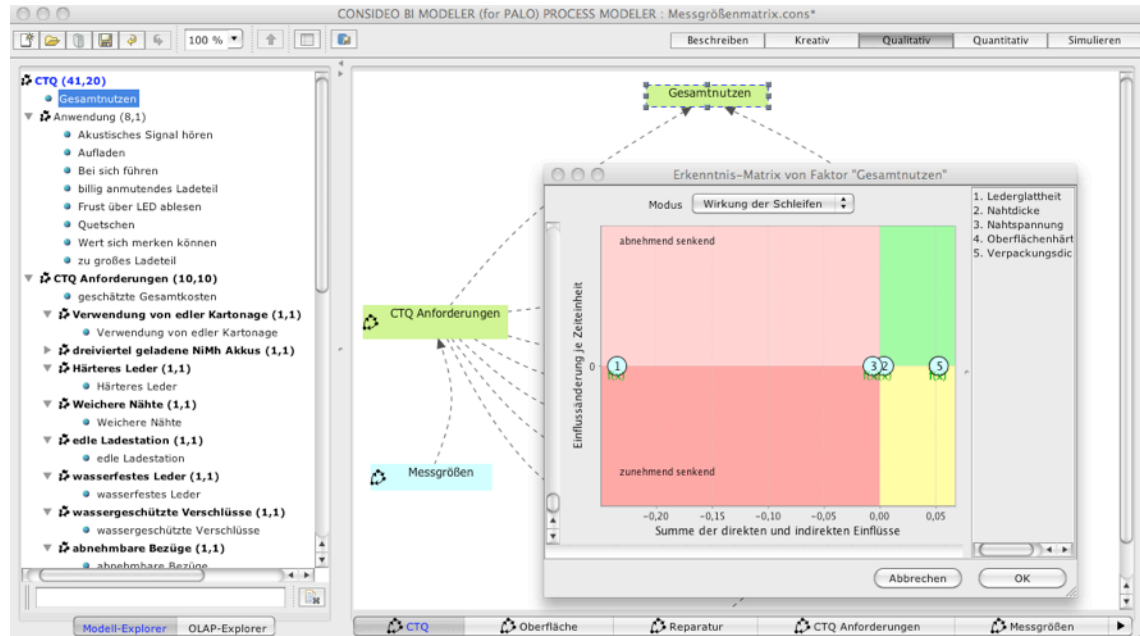 CONSIDEO BI MODELER (for PALO) PROCESS MODELER : Messgrößenmatrix.cons*
100 %
Beschreiben
Kreativ
Qualitativ
Quantitativ
Simulieren
CTQ (41,20)
Gesamtnutzen
Anwendung (8,1)
Akustisches Signal hören
Aufladen
Bei sich führen
billig anmutendes Ladeteil
Frust über LED ablesen
Quetschen
Wert sich merken können
zu großes Ladeteil
CTQ Anforderungen (10,10)
geschätzte Gesamtkosten
Verwendung von edler Kartonage (1,1)
Verwendung von edler Kartonage
dreiviertel geladene NiMh Akkus (1,1)
Härteres Leder (1,1)
Härteres Leder
Weichere Nähte (1,1)
Weichere Nähte
edle Ladestation (1,1)
edle Ladestation
wasserfestes Leder (1,1)
wasserfestes Leder
wassergeschützte Verschlüsse (1,1)
wassergeschützte Verschlüsse
abnehmbare Bezüge (1,1)
abnehmbare Bezüge
Modell-Explorer
OLAP-Explorer
Gesamtnutzen
CTQ Anforderungen
Messgrößen
Erkenntnis-Matrix von Faktor "Gesamtnutzen"
Modus
Wirkung der Schleifen
abnehmend senkend
Einflussänderung je Zeiteinheit
0
1
3
2
5
f(x)
f(x)
zunehmend senkend
-0,20
-0,15
-0,10
-0,05
0,00
0,05
Summe der direkten und indirekten Einflüsse
1. Lederglattheit
2. Nahtdicke
3. Nahtspannung
4. Oberflächenhärt
5. Verpackungsdic
Abbrechen
OK
CTQ
Oberfläche
Reparatur
CTQ Anforderungen
Messgrößen